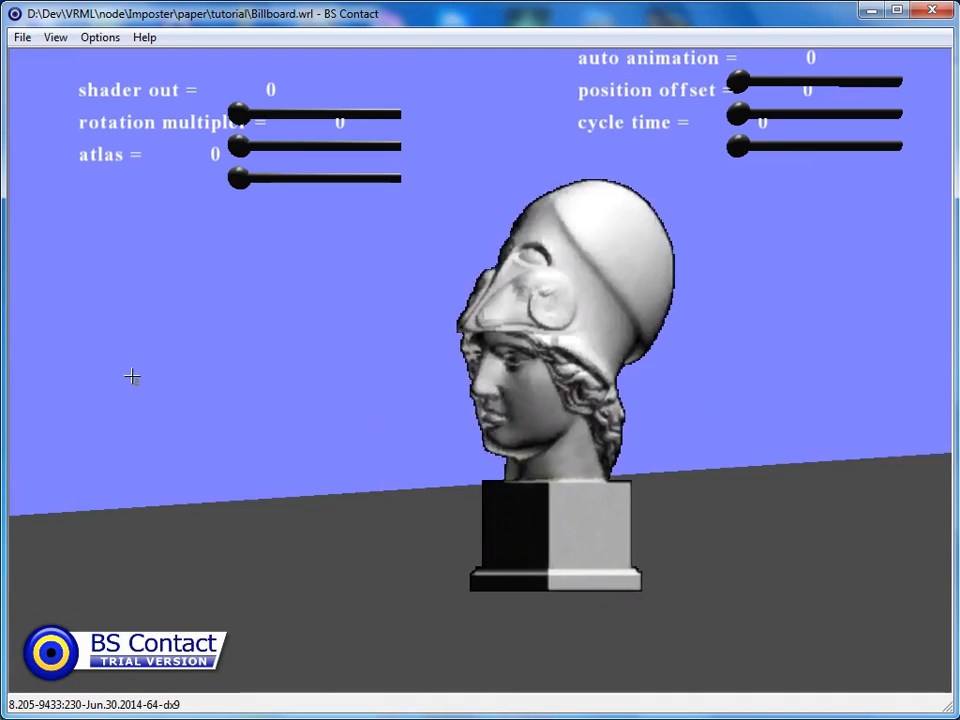 D:\Dev\VRML\node\Imposter\paper\tutorial\Billboard.wrl - BS Contact
File View Options Help
auto animation = 0
shader out = 0
position offset = 0
rotation multipler = 0
cycle time = 0
atlas = 0
BS Contact
TRIAL VERSION
8.205-9433:230-Jun.30.2014-64-dx9